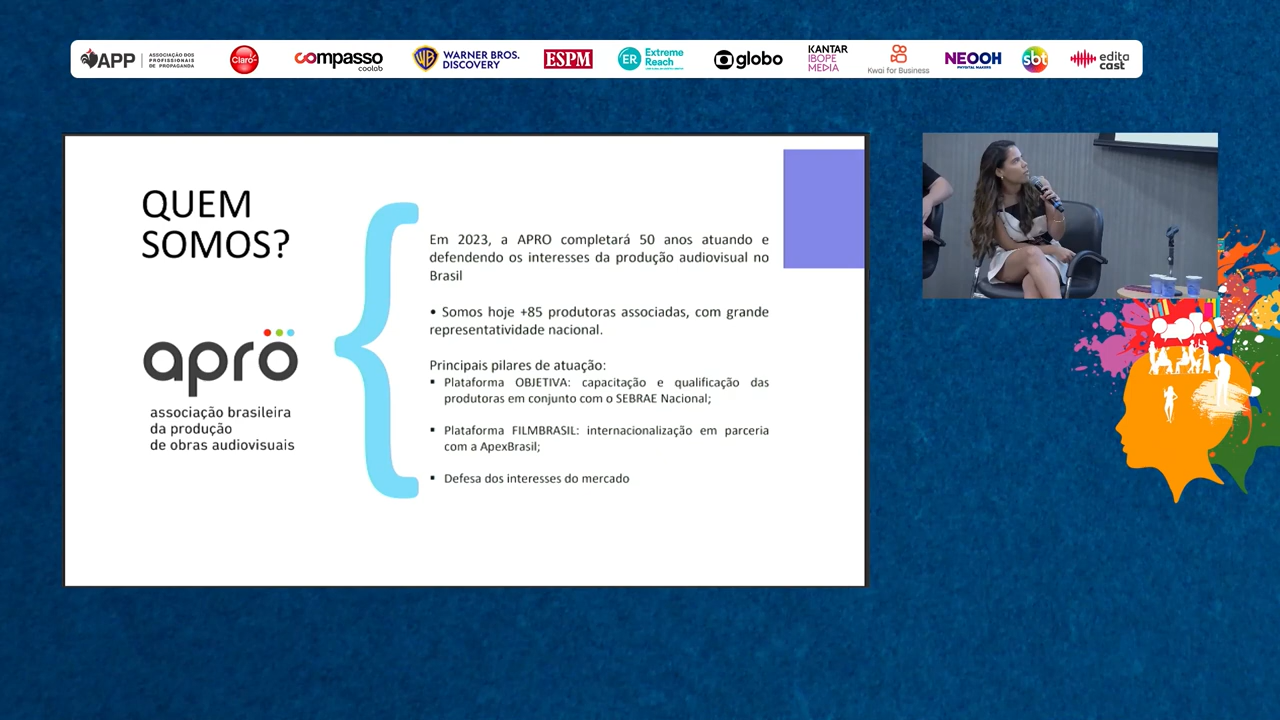 APP
ASSOCIAÇÃO DOS
PROFISSIONAIS
DE PROPAGANDA
Claro
compasso
coolab
WB
WARNER BROS.
DISCOVERY
ESPM
ER
Extreme
Reach
globo
KANTAR
IBOPE
MEDIA
Kwai for Business
NEOOH
sbt
edita
cast
QUEM
SOMOS?
apro
associação brasileira
da produção
de obras audiovisuais
Em 2023, a APRO completará 50 anos atuando e
defendendo os interesses da produção audiovisual no
Brasil
• Somos hoje +85 produtoras associadas, com grande
representatividade nacional.
Principais pilares de atuação:
▪ Plataforma OBJETIVA: capacitação e qualificação das
produtoras em conjunto com o SEBRAE Nacional;
▪ Plataforma FILMBRASIL: internacionalização em parceria
com a ApexBrasil;
▪ Defesa dos interesses do mercado